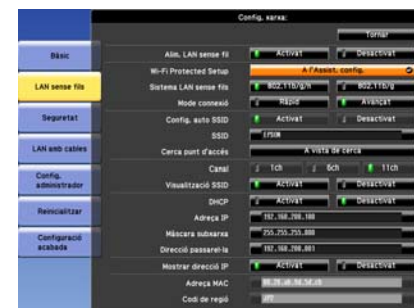 Config. xarxa:
Tornar
Bàsic
LAN sense fils
Seguretat
LAN amb cables
Config. administrador
Reinicialitzar
Configuració acabada
Alim. LAN sense fil Activat Desactivat
Wi-Fi Protected Setup A l'Assist. config.
Sistema LAN sense fils 802.11b/g/n 802.11b/g
Mode connexió Ràpid Avançat
Config. auto SSID Activat Desactivat
SSID EPSON
Cerca punt d'accés A vista de cerca
Canal 1ch 6ch 11ch
Visualització SSID Activat Desactivat
DHCP Activat Desactivat
Adreça IP 192.168.200.100
Màscara subxarxa 255.255.255.000
Direcció passarel·la 192.168.200.001
Mostrar direcció IP Activat Desactivat
Adreça MAC
Codi de regió